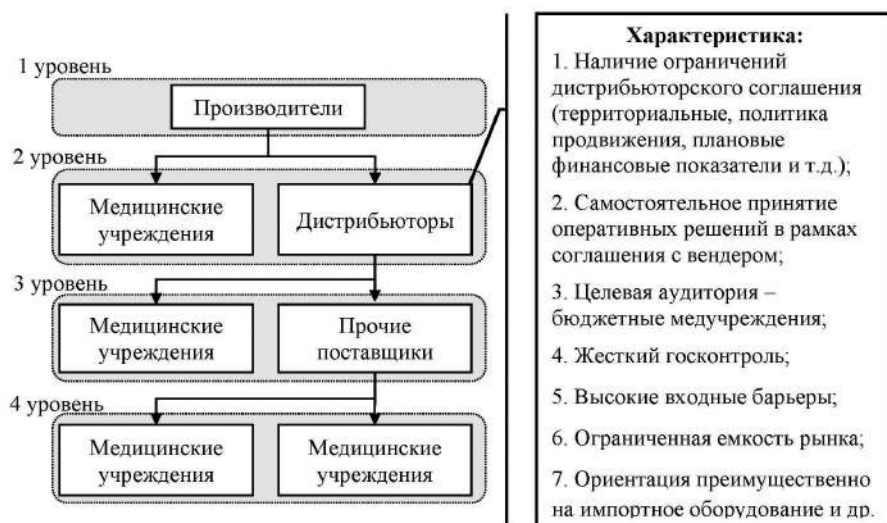 1 уровень
Производители
2 уровень
Медицинские
учреждения
Дистрибьюторы
3 уровень
Медицинские
учреждения
Прочие
поставщики
4 уровень
Медицинские
учреждения
Медицинские
учреждения
Характеристика:
1. Наличие ограничений
дистрибьюторского соглашения
(территориальные, политика
продвижения, плановые
финансовые показатели и т.д.);
2. Самостоятельное принятие
оперативных решений в рамках
соглашения с вендером;
3. Целевая аудитория –
бюджетные медучреждения;
4. Жесткий госконтроль;
5. Высокие входные барьеры;
6. Ограниченная емкость рынка;
7. Ориентация преимущественно
на импортное оборудование и др.